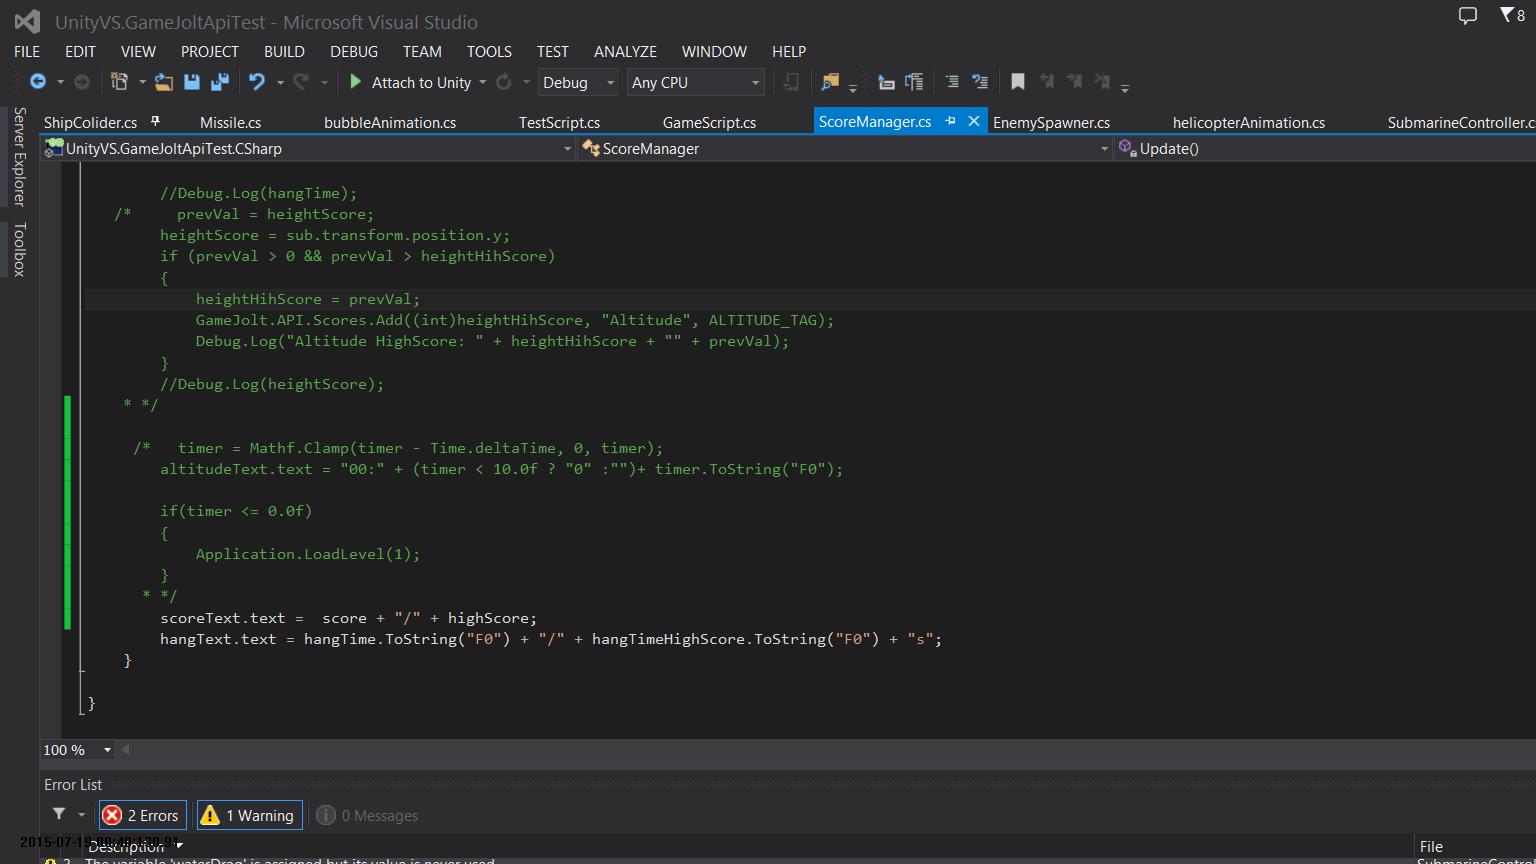 UnityVS.GameJoltApiTest - Microsoft Visual Studio
8
FILE EDIT VIEW PROJECT BUILD DEBUG TEAM TOOLS TEST ANALYZE WINDOW HELP
Attach to Unity Debug Any CPU
Server Explorer
Toolbox
ShipColider.cs Missile.cs bubbleAnimation.cs TestScript.cs GameScript.cs ScoreManager.cs EnemySpawner.cs helicopterAnimation.cs SubmarineController.cs
UnityVS.GameJoltApiTest.CSharp ScoreManager Update()
//Debug.Log(hangTime);
/* prevVal = heightScore;
heightScore = sub.transform.position.y;
if (prevVal > 0 && prevVal > heightHihScore)
{
heightHihScore = prevVal;
GameJolt.API.Scores.Add((int)heightHihScore, "Altitude", ALTITUDE_TAG);
Debug.Log("Altitude HighScore: " + heightHihScore + "" + prevVal);
}
//Debug.Log(heightScore);
* */
/* timer = Mathf.Clamp(timer - Time.deltaTime, 0, timer);
altitudeText.text = "00:" + (timer < 10.0f ? "0" :"")+ timer.ToString("F0");
if(timer <= 0.0f)
{
Application.LoadLevel(1);
}
* */
scoreText.text =  score + "/" + highScore;
hangText.text = hangTime.ToString("F0") + "/" + hangTimeHighScore.ToString("F0") + "s";
}
}
100 %
Error List
2 Errors 1 Warning 0 Messages
Description File
The variable 'waterDrag' is assigned but its value is never used